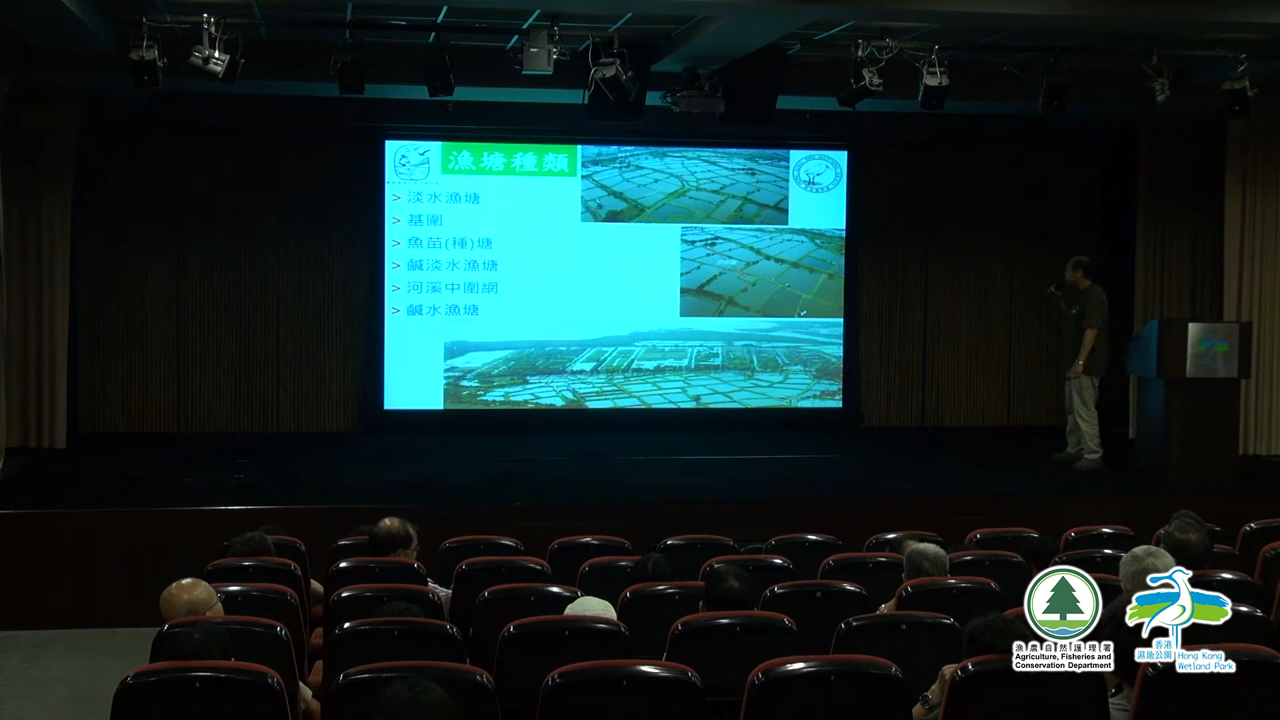 漁塘種類
> 淡水漁塘
> 基圍
> 魚苗(種)塘
> 鹹淡水漁塘
> 河溪中圍網
> 鹹水漁塘
漁農自然護理署
Agriculture, Fisheries and
Conservation Department
香港
濕地公園
Hong Kong
Wetland Park